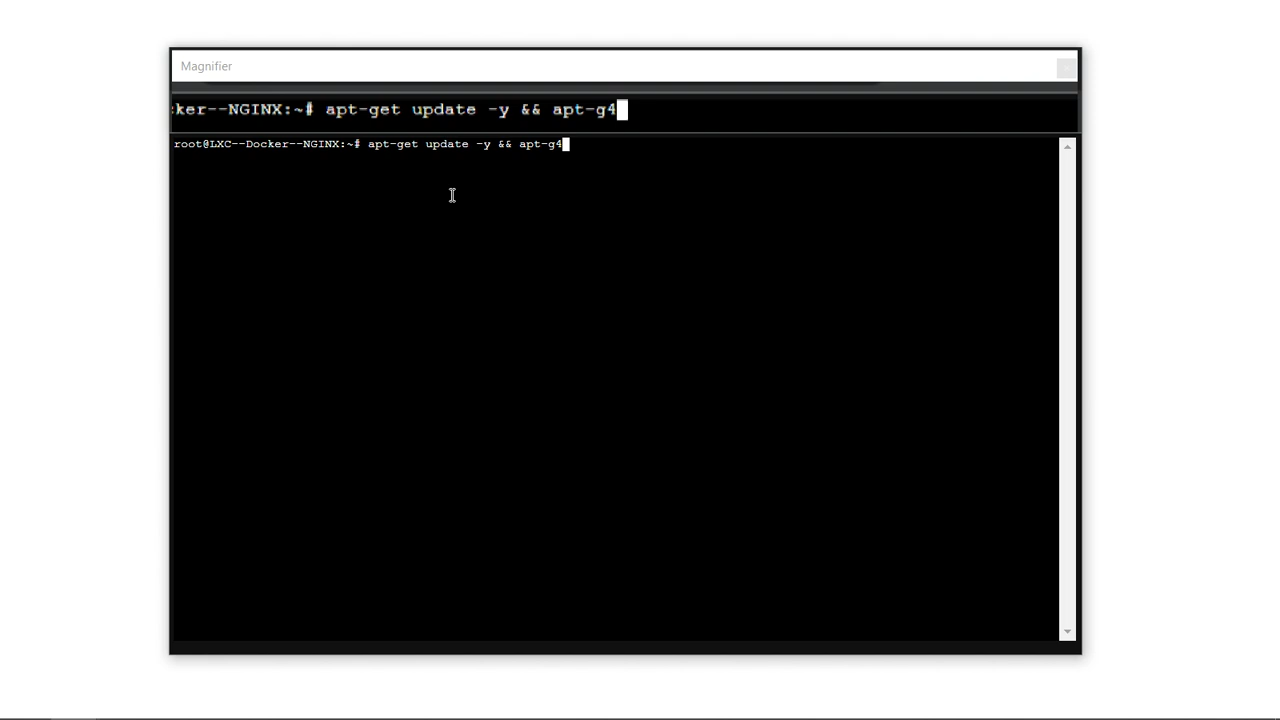 Magnifier
ker--NGINX:~# apt-get update -y && apt-g4
root@LXC--Docker--NGINX:~# apt-get update -y && apt-g4